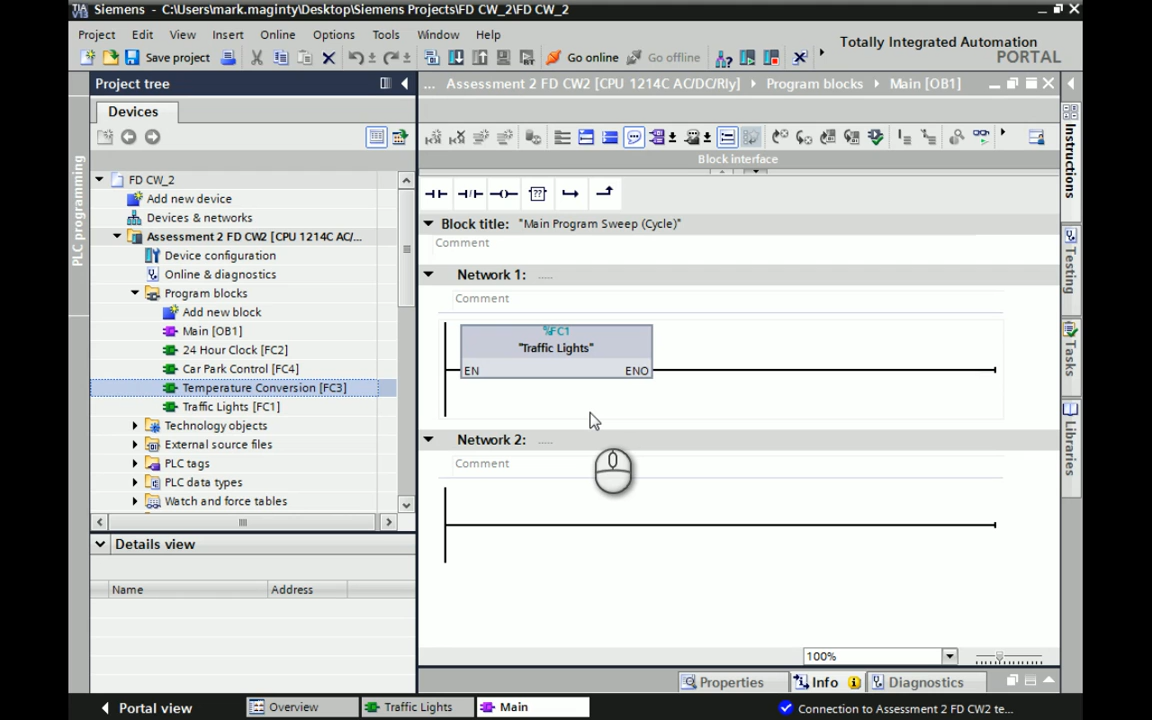 Siemens - C:\Users\mark.maginty\Desktop\Siemens Projects\FD CW_2\FD CW_2
Project Edit View Insert Online Options Tools Window Help
Totally Integrated Automation
PORTAL
Save project
Go online
Go offline
Project tree
Devices
PLC programming
FD CW_2
Add new device
Devices & networks
Assessment 2 FD CW2 [CPU 1214C AC/...
Device configuration
Online & diagnostics
Program blocks
Add new block
Main [OB1]
24 Hour Clock [FC2]
Car Park Control [FC4]
Temperature Conversion [FC3]
Traffic Lights [FC1]
Technology objects
External source files
PLC tags
PLC data types
Watch and force tables
Details view
Name Address
... Assessment 2 FD CW2 [CPU 1214C AC/DC/Rly] Program blocks Main [OB1]
Block interface
??
Block title: "Main Program Sweep (Cycle)"
Comment
Network 1: .....
Comment
%FC1
"Traffic Lights"
EN ENO
Network 2: .....
Comment
100%
Properties Info Diagnostics
Instructions
Testing
Tasks
Libraries
Portal view Overview Traffic Lights Main
Connection to Assessment 2 FD CW2 te...